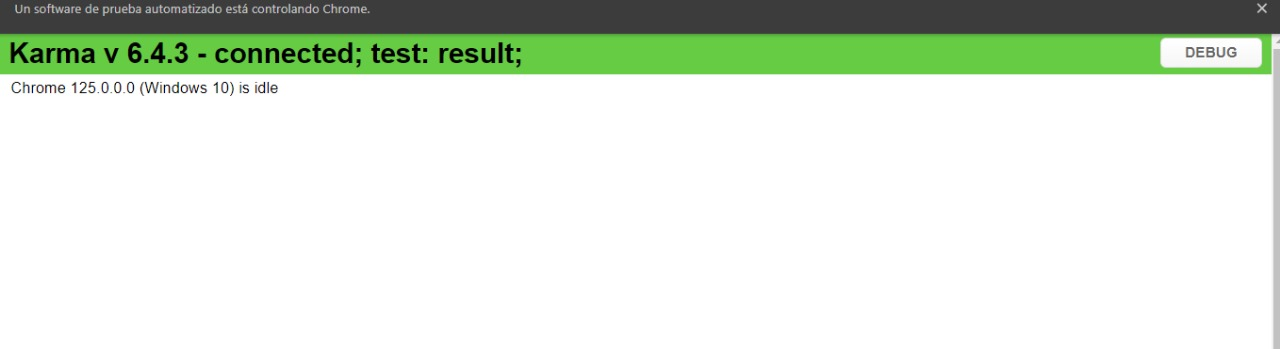 Un software de prueba automatizado está controlando Chrome.
Karma v 6.4.3 - connected; test: result;
DEBUG
Chrome 125.0.0.0 (Windows 10) is idle